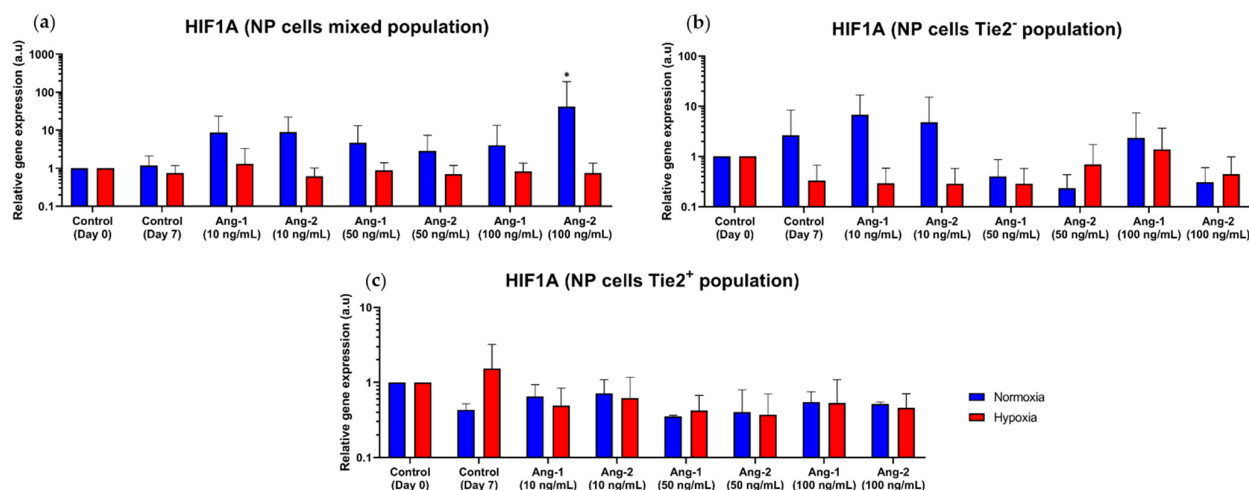 (a)
HIF1A (NP cells mixed population)
Relative gene expression (a.u)
1000
100
10
1
0.1
Control (Day 0)
Control (Day 7)
Ang-1 (10 ng/mL)
Ang-2 (10 ng/mL)
Ang-1 (50 ng/mL)
Ang-2 (50 ng/mL)
Ang-1 (100 ng/mL)
Ang-2 (100 ng/mL)
*
(b)
HIF1A (NP cells Tie2⁻ population)
Relative gene expression (a.u)
100
10
1
0.1
Control (Day 0)
Control (Day 7)
Ang-1 (10 ng/mL)
Ang-2 (10 ng/mL)
Ang-1 (50 ng/mL)
Ang-2 (50 ng/mL)
Ang-1 (100 ng/mL)
Ang-2 (100 ng/mL)
(c)
HIF1A (NP cells Tie2⁺ population)
Relative gene expression (a.u)
10
1
0.1
Control (Day 0)
Control (Day 7)
Ang-1 (10 ng/mL)
Ang-2 (10 ng/mL)
Ang-1 (50 ng/mL)
Ang-2 (50 ng/mL)
Ang-1 (100 ng/mL)
Ang-2 (100 ng/mL)
Normoxia
Hypoxia